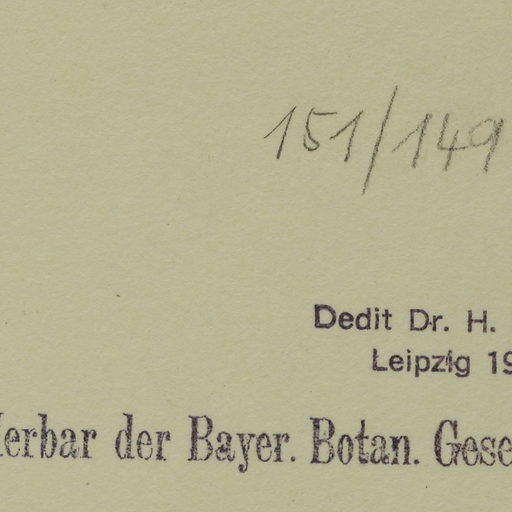 151/149
Dedit Dr. H.
Leipzig 19
Herbar der Bayer. Botan. Gese